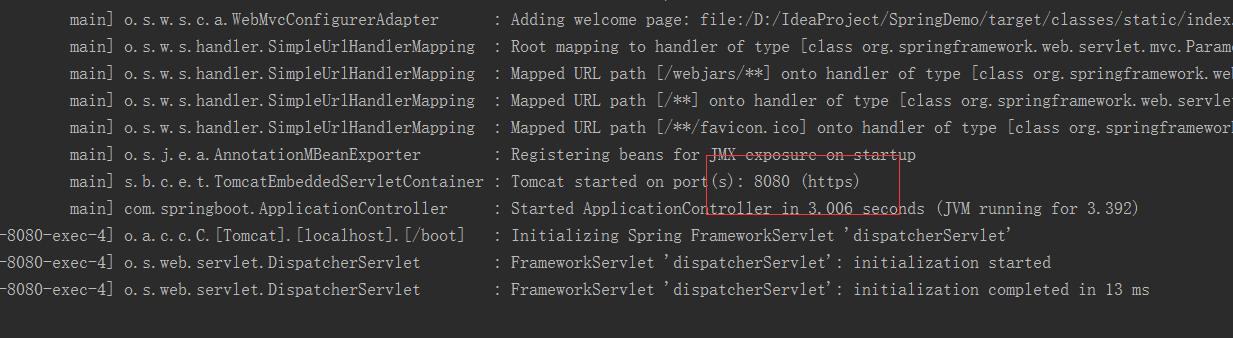 main] o.s.w.s.c.a.WebMvcConfigurerAdapter : Adding welcome page: file:/D:/IdeaProject/SpringDemo/target/classes/static/index.
main] o.s.w.s.handler.SimpleUrlHandlerMapping : Root mapping to handler of type [class org.springframework.web.servlet.mvc.Param
main] o.s.w.s.handler.SimpleUrlHandlerMapping : Mapped URL path [/webjars/**] onto handler of type [class org.springframework.we
main] o.s.w.s.handler.SimpleUrlHandlerMapping : Mapped URL path [/**] onto handler of type [class org.springframework.web.servle
main] o.s.w.s.handler.SimpleUrlHandlerMapping : Mapped URL path [/**/favicon.ico] onto handler of type [class org.springframework
main] o.s.j.e.a.AnnotationMBeanExporter : Registering beans for JMX exposure on startup
main] s.b.c.e.t.TomcatEmbeddedServletContainer : Tomcat started on port(s): 8080 (https)
main] com.springboot.ApplicationController : Started ApplicationController in 3.006 seconds (JVM running for 3.392)
-8080-exec-4] o.a.c.c.C.[Tomcat].[localhost].[/boot] : Initializing Spring FrameworkServlet 'dispatcherServlet'
-8080-exec-4] o.s.web.servlet.DispatcherServlet : FrameworkServlet 'dispatcherServlet': initialization started
-8080-exec-4] o.s.web.servlet.DispatcherServlet : FrameworkServlet 'dispatcherServlet': initialization completed in 13 ms